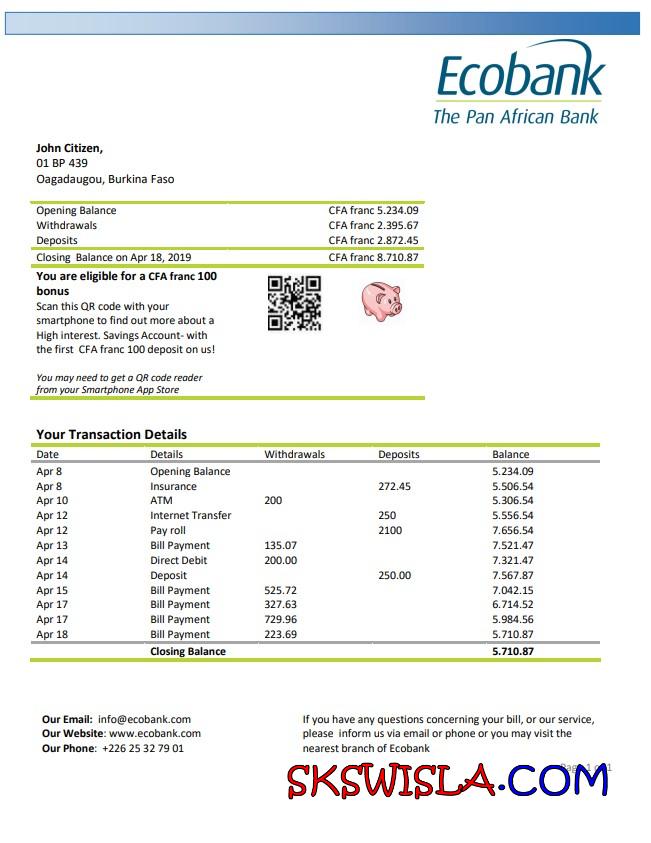 Ecobank
The Pan African Bank
John Citizen,
01 BP 439
Oagadaugou, Burkina Faso
Opening Balance CFA franc 5.234.09
Withdrawals CFA franc 2.395.67
Deposits CFA franc 2.872.45
Closing Balance on Apr 18, 2019 CFA franc 8.710.87
You are eligible for a CFA franc 100
bonus
Scan this QR code with your
smartphone to find out more about a
High interest. Savings Account- with
the first CFA franc 100 deposit on us!
You may need to get a QR code reader
from your Smartphone App Store
Your Transaction Details
Date Details Withdrawals Deposits Balance
Apr 8 Opening Balance 5.234.09
Apr 8 Insurance 272.45 5.506.54
Apr 10 ATM 200 5.306.54
Apr 12 Internet Transfer 250 5.556.54
Apr 12 Pay roll 2100 7.656.54
Apr 13 Bill Payment 135.07 7.521.47
Apr 14 Direct Debit 200.00 7.321.47
Apr 14 Deposit 250.00 7.567.87
Apr 15 Bill Payment 525.72 7.042.15
Apr 17 Bill Payment 327.63 6.714.52
Apr 17 Bill Payment 729.96 5.984.56
Apr 18 Bill Payment 223.69 5.710.87
Closing Balance 5.710.87
Our Email: info@ecobank.com
Our Website: www.ecobank.com
Our Phone: +226 25 32 79 01
If you have any questions concerning your bill, or our service,
please inform us via email or phone or you may visit the
nearest branch of Ecobank
Page 1 of 1
SKSWISLA.COM